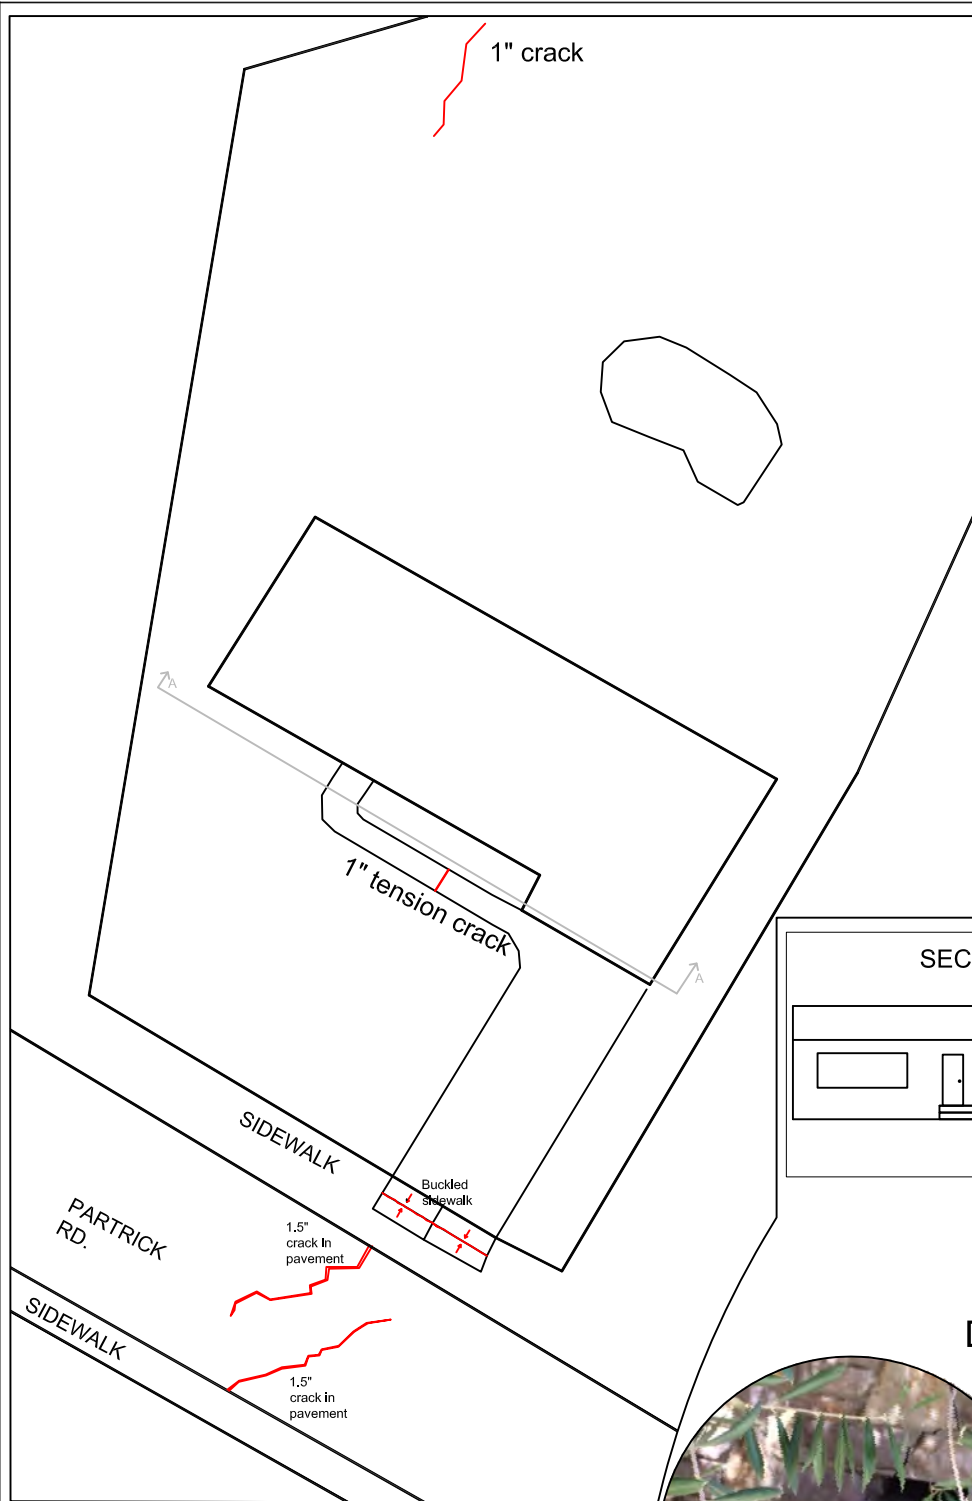 1" crack
A
1" tension crack
A
SEC
SIDEWALK
Buckled
sidewalk
PARTRICK
RD.
1.5"
crack in
pavement
SIDEWALK
1.5"
crack in
pavement